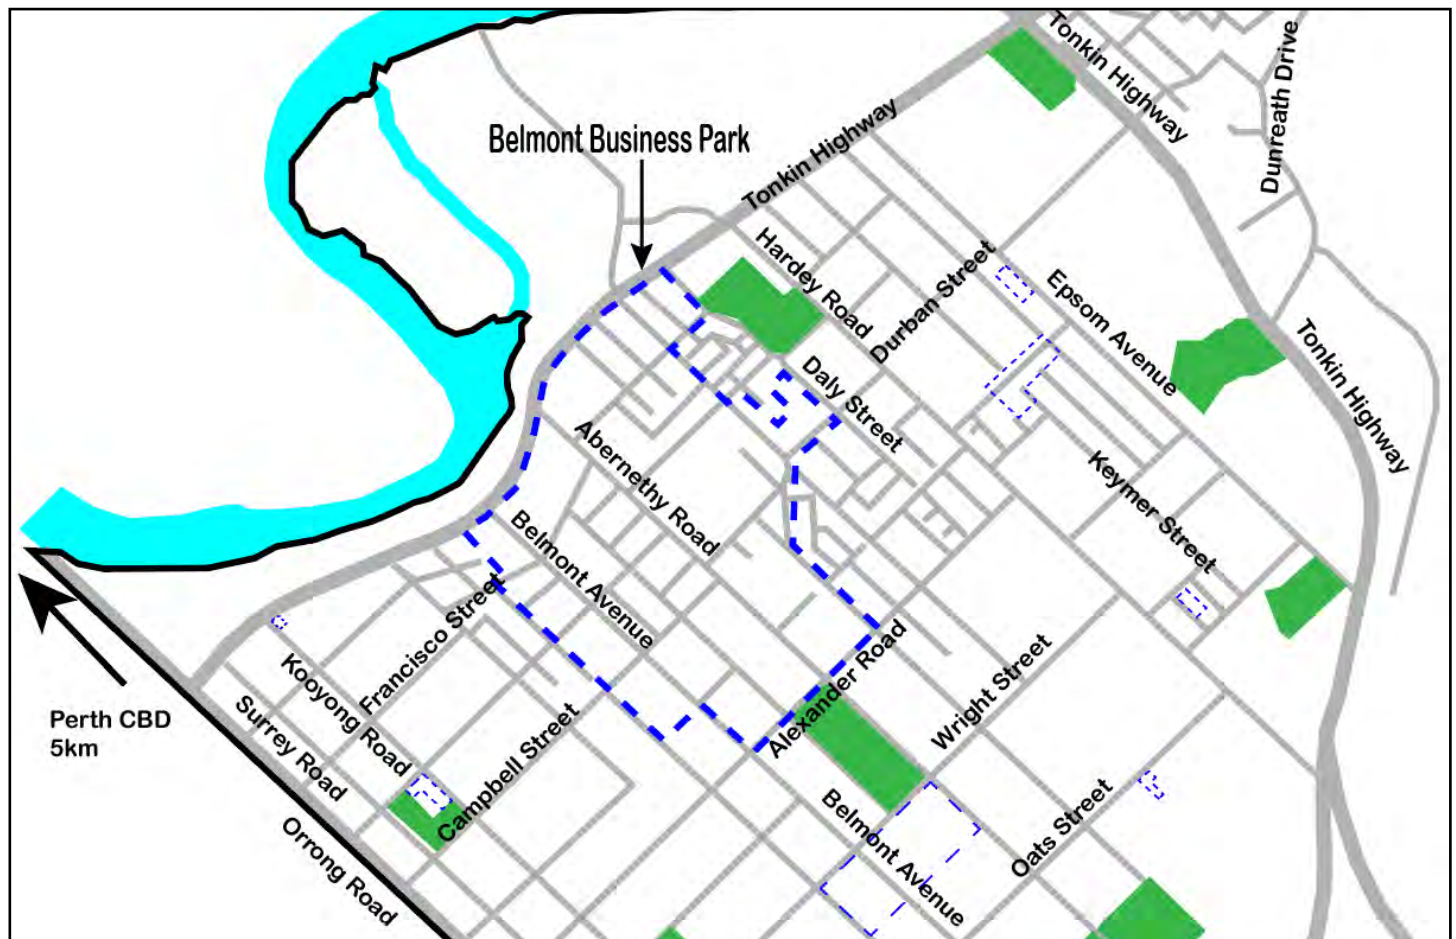 Tonkin Highway
Dunreath Drive
Belmont Business Park
Tonkin Highway
Hardey Road
Durban Street
Epsom Avenue
Tonkin Highway
Daly Street
Abernethy Road
Keymer Street
Belmont Avenue
Francisco Street
Kooyong Road
Surrey Road
Perth CBD
5km
Campbell Street
Alexander Road
Wright Street
Orrong Road
Belmont Avenue
Oats Street